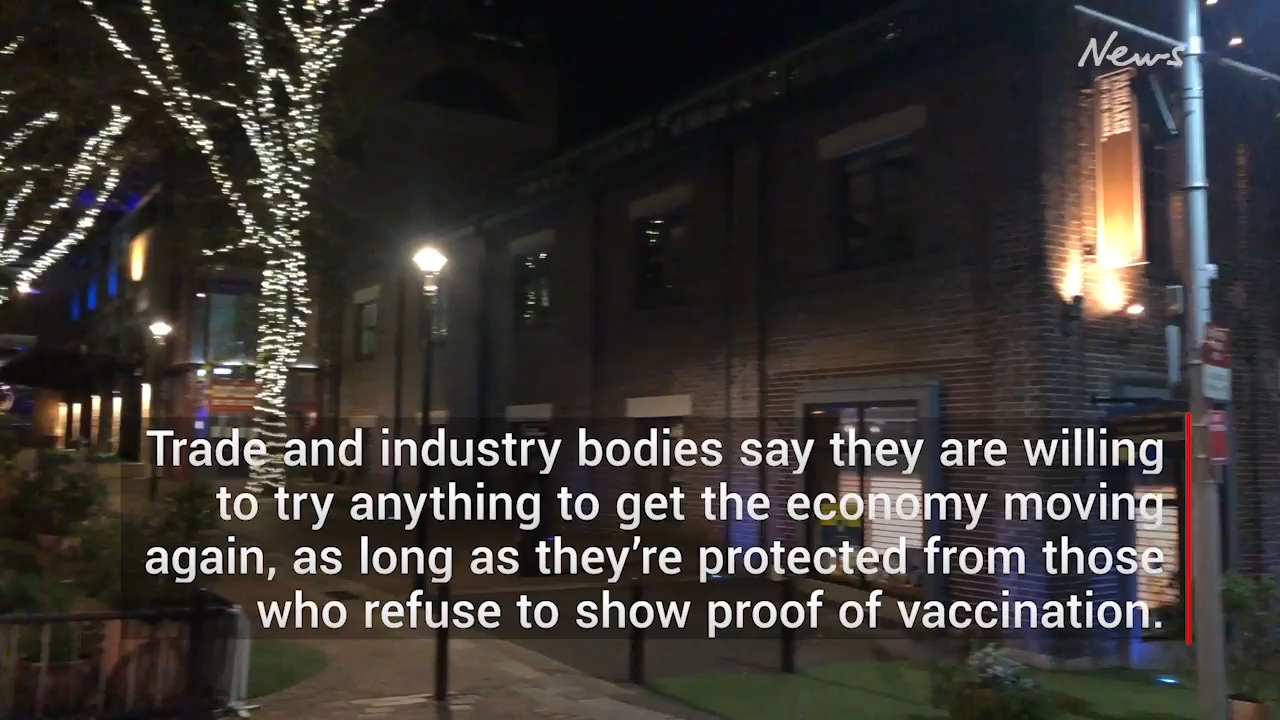 News
Trade and industry bodies say they are willing
to try anything to get the economy moving
again, as long as they’re protected from those
who refuse to show proof of vaccination.